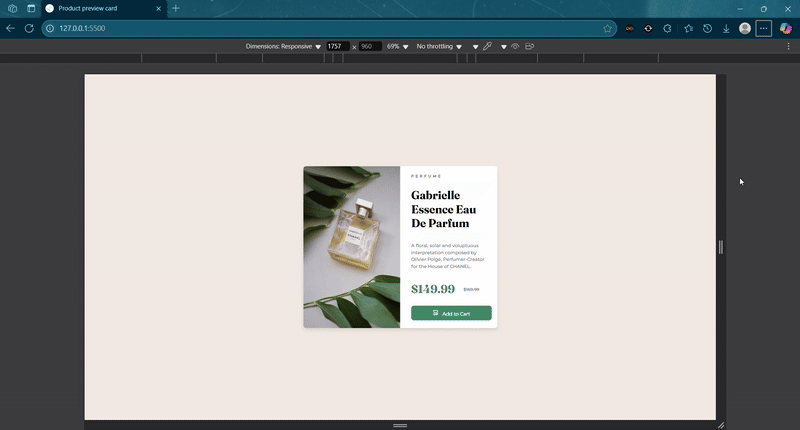 Product preview card
127.0.0.1:5500
Dimensions: Responsive 1757 x 960 69% No throttling
PERFUME
Gabrielle
Essence Eau
De Parfum
A floral, solar and voluptuous
interpretation composed by
Olivier Polge, Perfumer-Creator
for the House of CHANEL.
$149.99 $169.99
Add to Cart
CHANEL